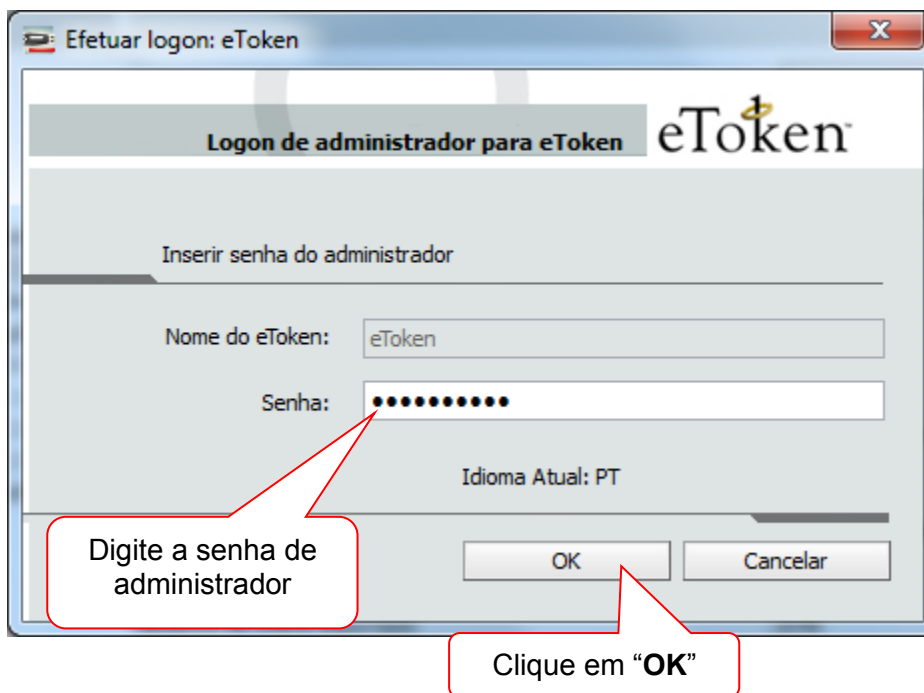 Efetuar logon: eToken
Logon de administrador para eToken
eToken
Inserir senha do administrador
Nome do eToken: eToken
Senha: ••••••••••
Idioma Atual: PT
Digite a senha de
administrador
OK Cancelar
Clique em “OK”